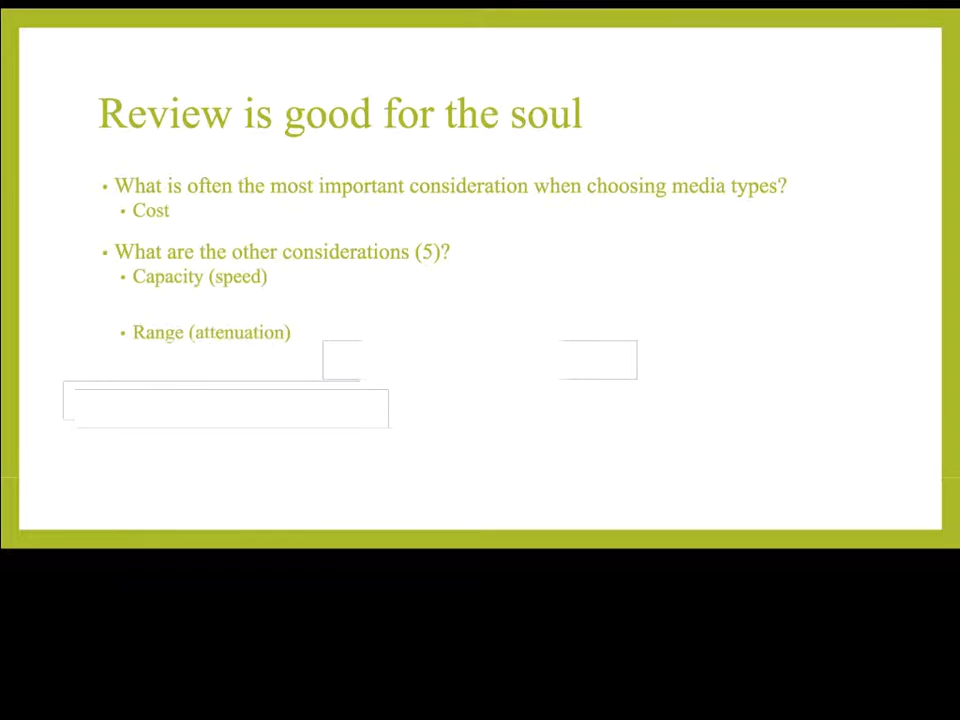 Review is good for the soul
• What is often the most important consideration when choosing media types?
• Cost
• What are the other considerations (5)?
• Capacity (speed)
• Range (attenuation)